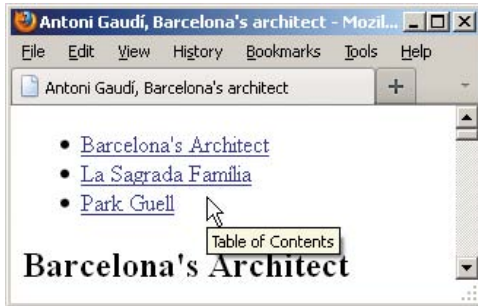 Antoni Gaudí, Barcelona's architect - Mozil...
File Edit View History Bookmarks Tools Help
Antoni Gaudí, Barcelona's architect
Barcelona's Architect
La Sagrada Família
Park Guell
Table of Contents
Barcelona's Architect